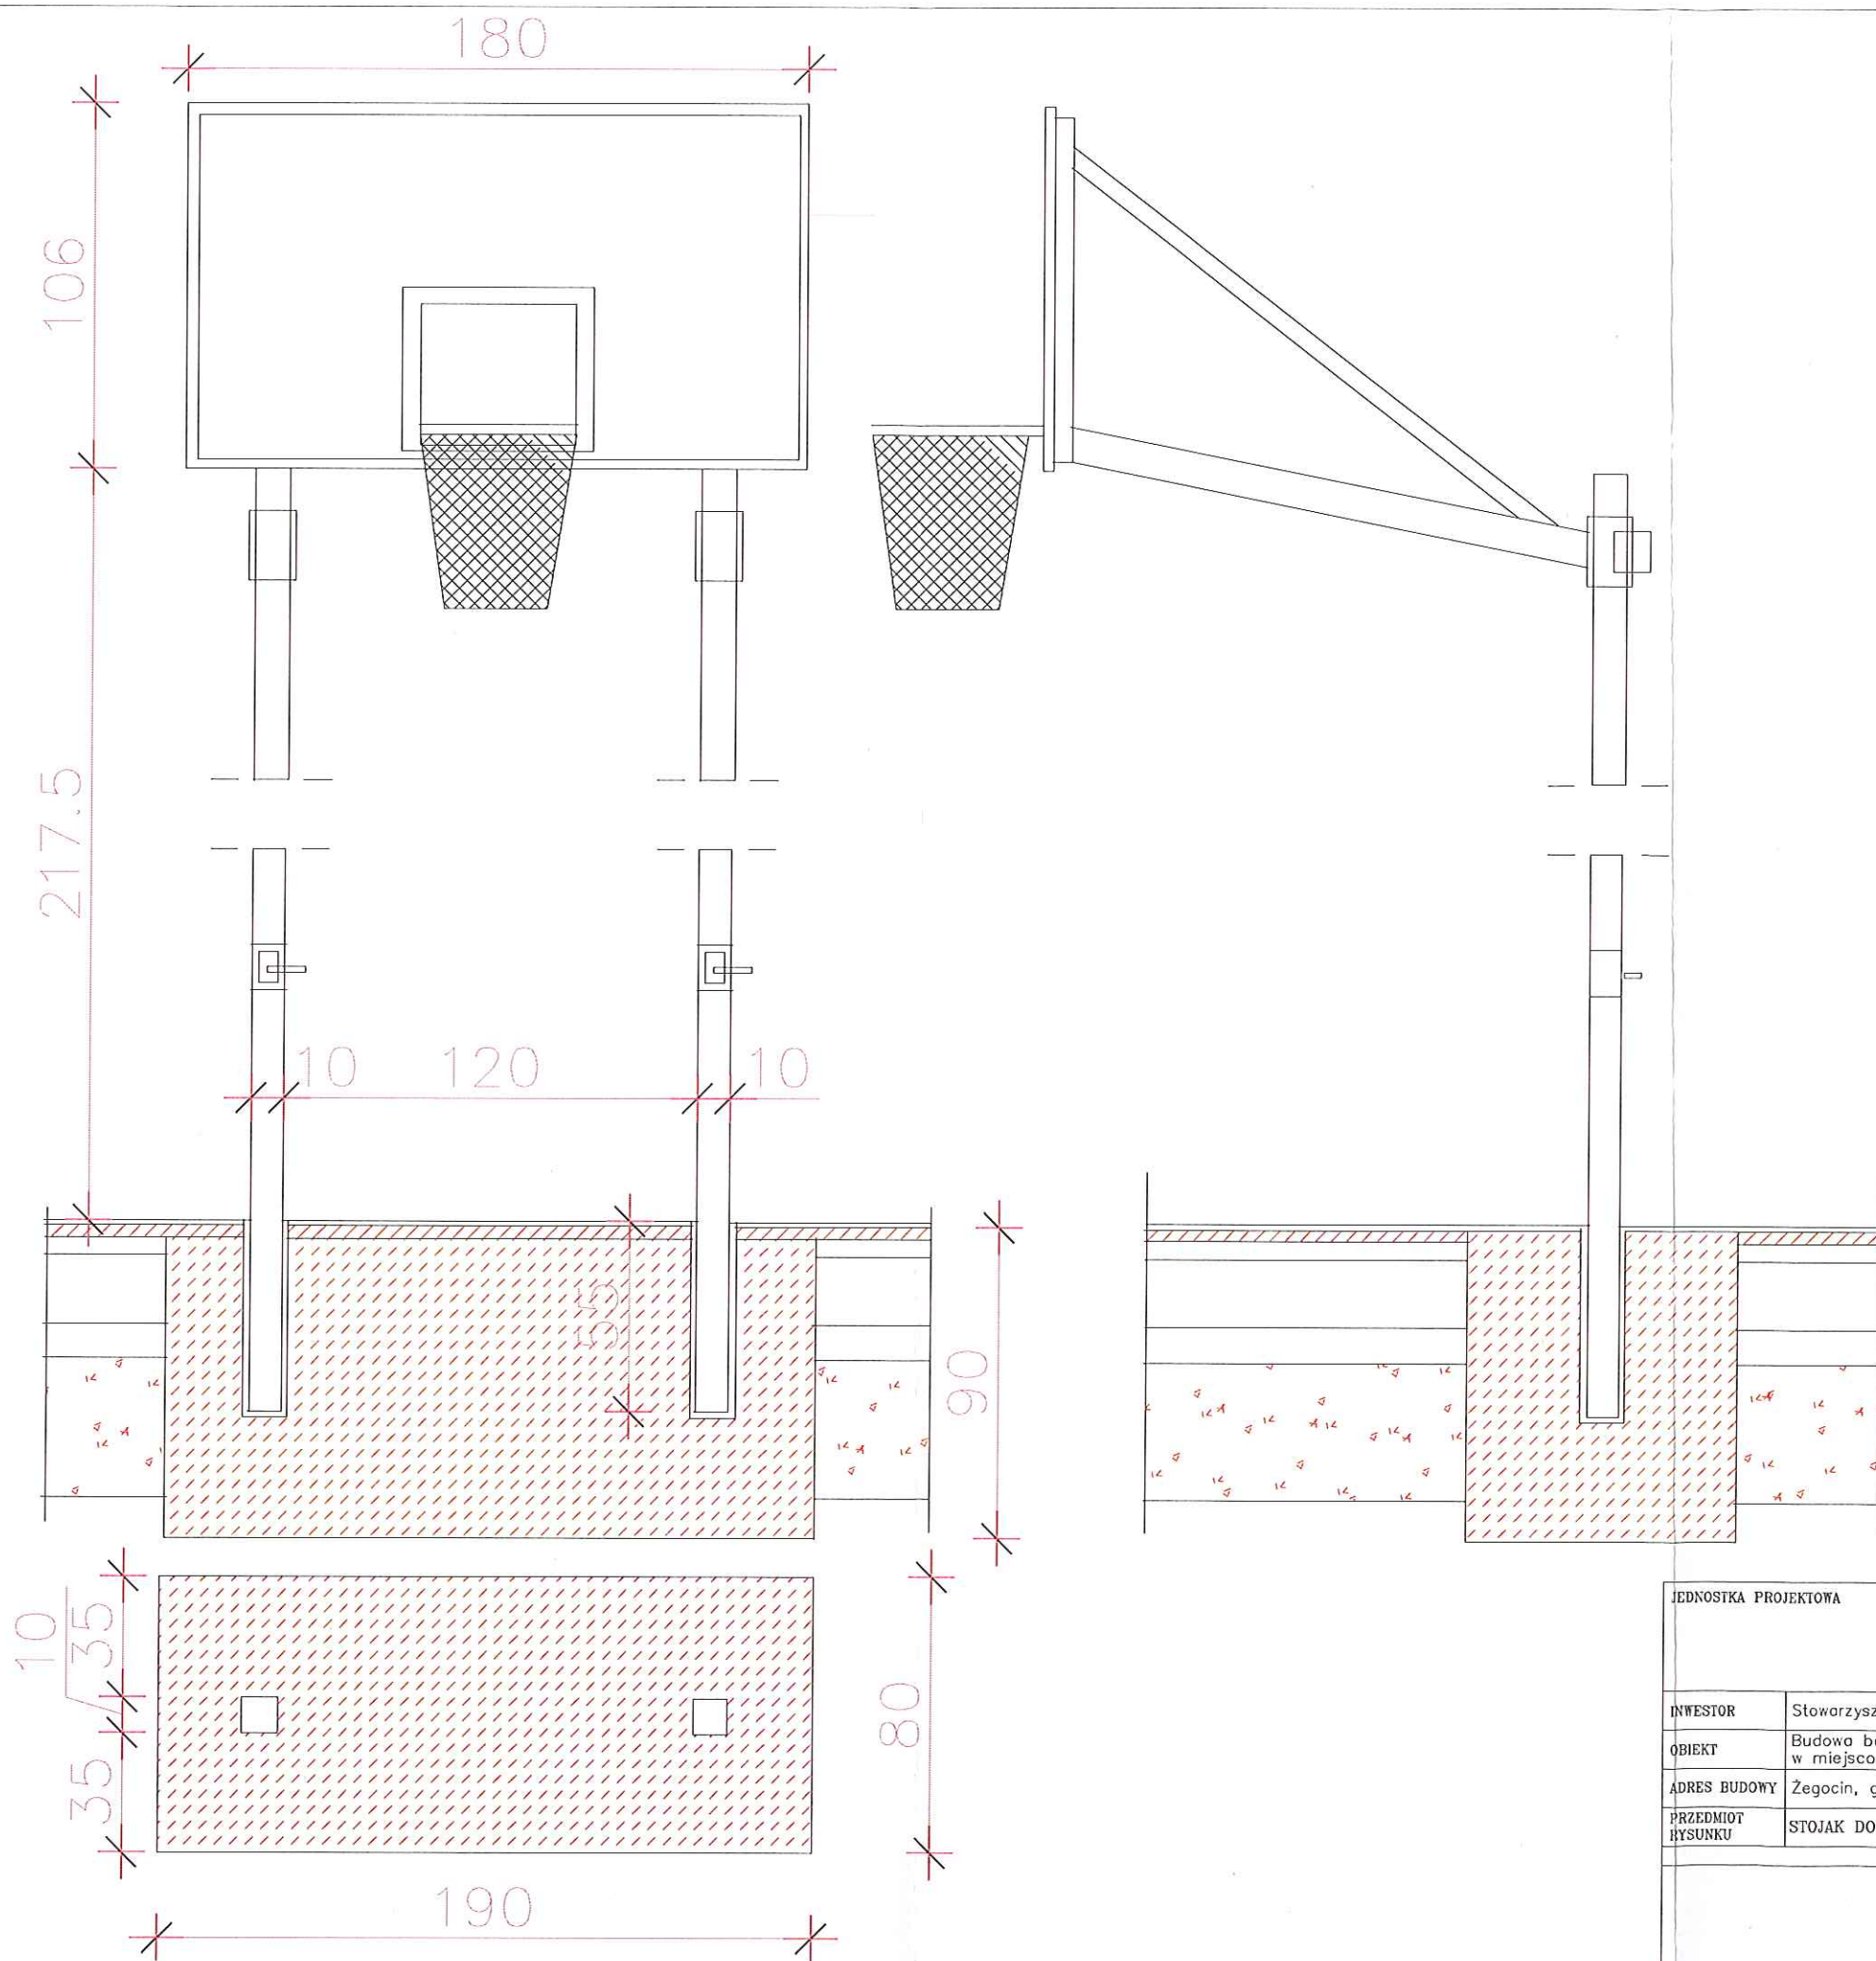 180
106
217.5
10 120 10
55
90
10
35
35
80
190
JEDNOSTKA PROJEKTOWA
INWESTOR Stowarzysz
OBIEKT Budowa b
w miejsco
ADRES BUDOWY Żegocin, g
PRZEDMIOT
RYSUNKU STOJAK DO